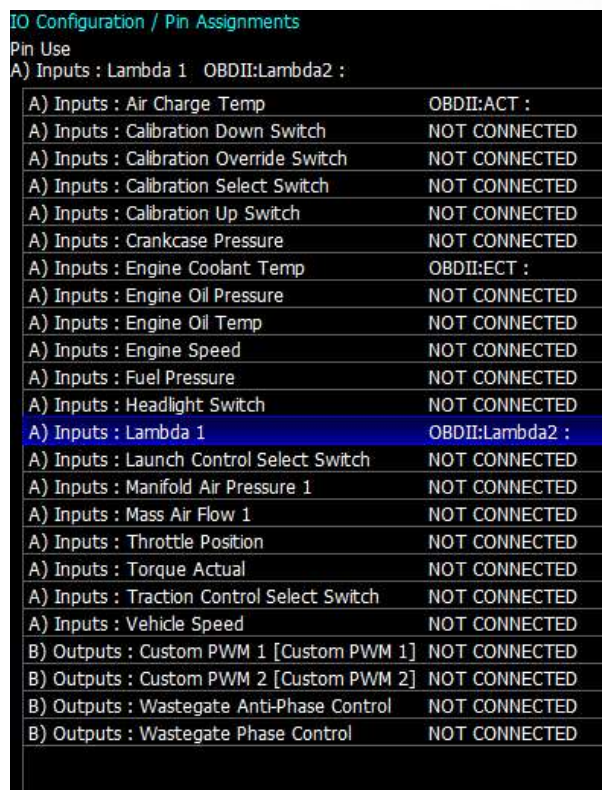 IO Configuration / Pin Assignments
Pin Use
A) Inputs : Lambda 1 OBDII:Lambda2 :
A) Inputs : Air Charge Temp OBDII:ACT :
A) Inputs : Calibration Down Switch NOT CONNECTED
A) Inputs : Calibration Override Switch NOT CONNECTED
A) Inputs : Calibration Select Switch NOT CONNECTED
A) Inputs : Calibration Up Switch NOT CONNECTED
A) Inputs : Crankcase Pressure NOT CONNECTED
A) Inputs : Engine Coolant Temp OBDII:ECT :
A) Inputs : Engine Oil Pressure NOT CONNECTED
A) Inputs : Engine Oil Temp NOT CONNECTED
A) Inputs : Engine Speed NOT CONNECTED
A) Inputs : Fuel Pressure NOT CONNECTED
A) Inputs : Headlight Switch NOT CONNECTED
A) Inputs : Lambda 1 OBDII:Lambda2 :
A) Inputs : Launch Control Select Switch NOT CONNECTED
A) Inputs : Manifold Air Pressure 1 NOT CONNECTED
A) Inputs : Mass Air Flow 1 NOT CONNECTED
A) Inputs : Throttle Position NOT CONNECTED
A) Inputs : Torque Actual NOT CONNECTED
A) Inputs : Traction Control Select Switch NOT CONNECTED
A) Inputs : Vehicle Speed NOT CONNECTED
B) Outputs : Custom PWM 1 [Custom PWM 1] NOT CONNECTED
B) Outputs : Custom PWM 2 [Custom PWM 2] NOT CONNECTED
B) Outputs : Wastegate Anti-Phase Control NOT CONNECTED
B) Outputs : Wastegate Phase Control NOT CONNECTED